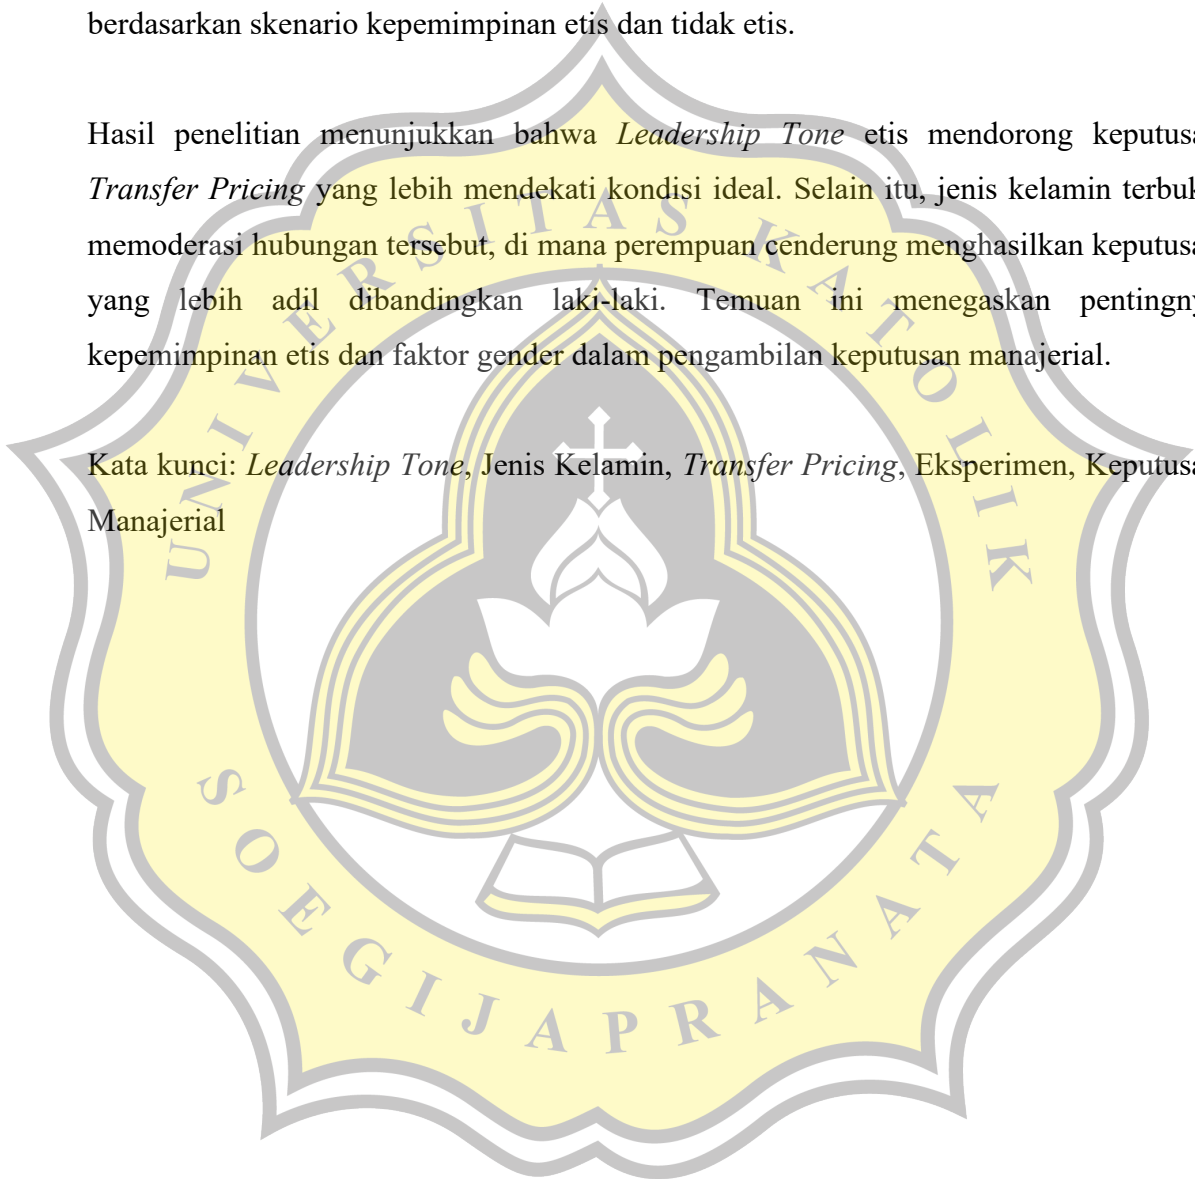 berdasarkan skenario kepemimpinan etis dan tidak etis.
Hasil penelitian menunjukkan bahwa Leadership Tone etis mendorong keputusa
Transfer Pricing yang lebih mendekati kondisi ideal. Selain itu, jenis kelamin terbuk
memoderasi hubungan tersebut, di mana perempuan cenderung menghasilkan keputusa
yang lebih adil dibandingkan laki-laki. Temuan ini menegaskan pentingny
kepemimpinan etis dan faktor gender dalam pengambilan keputusan manajerial.
Kata kunci: Leadership Tone, Jenis Kelamin, Transfer Pricing, Eksperimen, Keputusa
Manajerial
UNIVERSITAS KATOLIK
SOEGIJAPRANATA